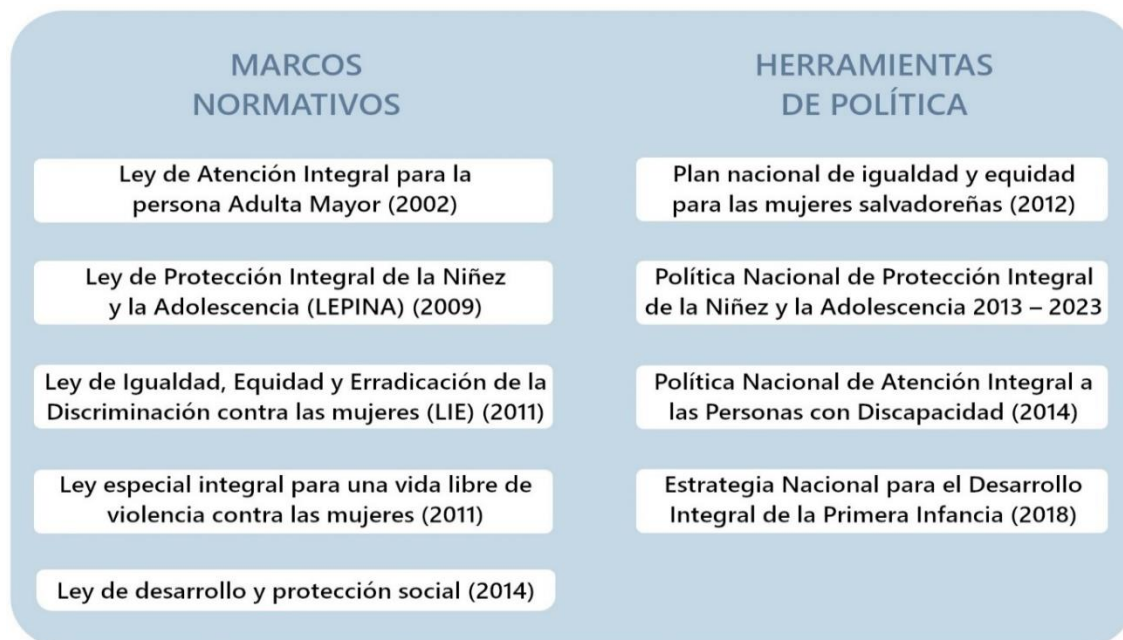 MARCOS
NORMATIVOS
Ley de Atención Integral para la
persona Adulta Mayor (2002)
Ley de Protección Integral de la Niñez
y la Adolescencia (LEPINA) (2009)
Ley de Igualdad, Equidad y Erradicación de la
Discriminación contra las mujeres (LIE) (2011)
Ley especial integral para una vida libre de
violencia contra las mujeres (2011)
Ley de desarrollo y protección social (2014)
HERRAMIENTAS
DE POLÍTICA
Plan nacional de igualdad y equidad
para las mujeres salvadoreñas (2012)
Política Nacional de Protección Integral
de la Niñez y la Adolescencia 2013 – 2023
Política Nacional de Atención Integral a
las Personas con Discapacidad (2014)
Estrategia Nacional para el Desarrollo
Integral de la Primera Infancia (2018)